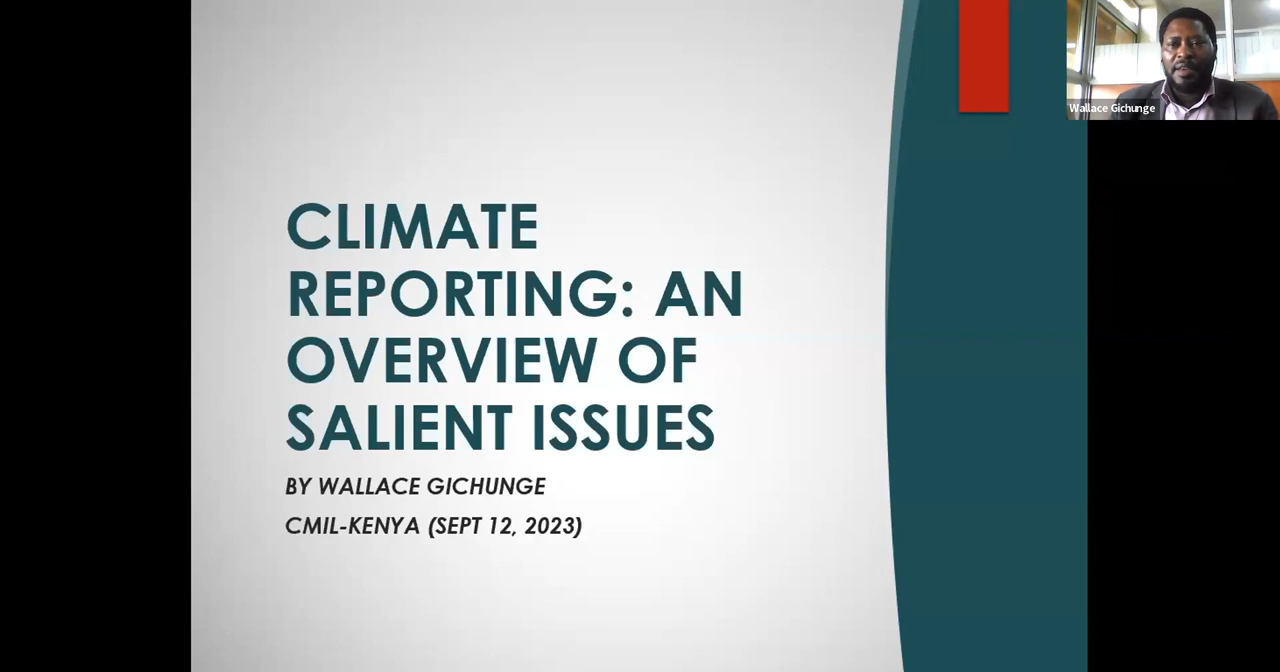 Wallace Gichunge
CLIMATE
REPORTING: AN
OVERVIEW OF
SALIENT ISSUES
BY WALLACE GICHUNGE
CMIL-KENYA (SEPT 12, 2023)